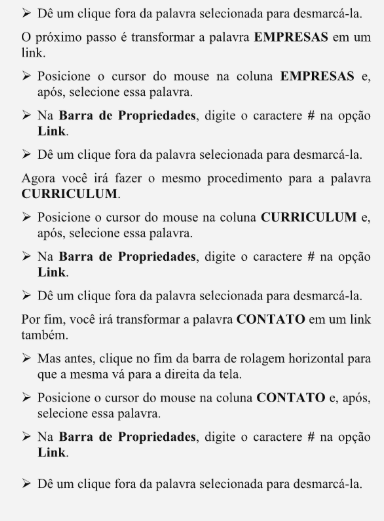 ➢ Dê um clique fora da palavra selecionada para desmarcá-la.
O próximo passo é transformar a palavra EMPRESAS em um
link.
➢ Posicione o cursor do mouse na coluna EMPRESAS e,
após, selecione essa palavra.
➢ Na Barra de Propriedades, digite o caractere # na opção
Link.
➢ Dê um clique fora da palavra selecionada para desmarcá-la.
Agora você irá fazer o mesmo procedimento para a palavra
CURRICULUM.
➢ Posicione o cursor do mouse na coluna CURRICULUM e,
após, selecione essa palavra.
➢ Na Barra de Propriedades, digite o caractere # na opção
Link.
➢ Dê um clique fora da palavra selecionada para desmarcá-la.
Por fim, você irá transformar a palavra CONTATO em um link
também.
➢ Mas antes, clique no fim da barra de rolagem horizontal para
que a mesma vá para a direita da tela.
➢ Posicione o cursor do mouse na coluna CONTATO e, após,
selecione essa palavra.
➢ Na Barra de Propriedades, digite o caractere # na opção
Link.
➢ Dê um clique fora da palavra selecionada para desmarcá-la.